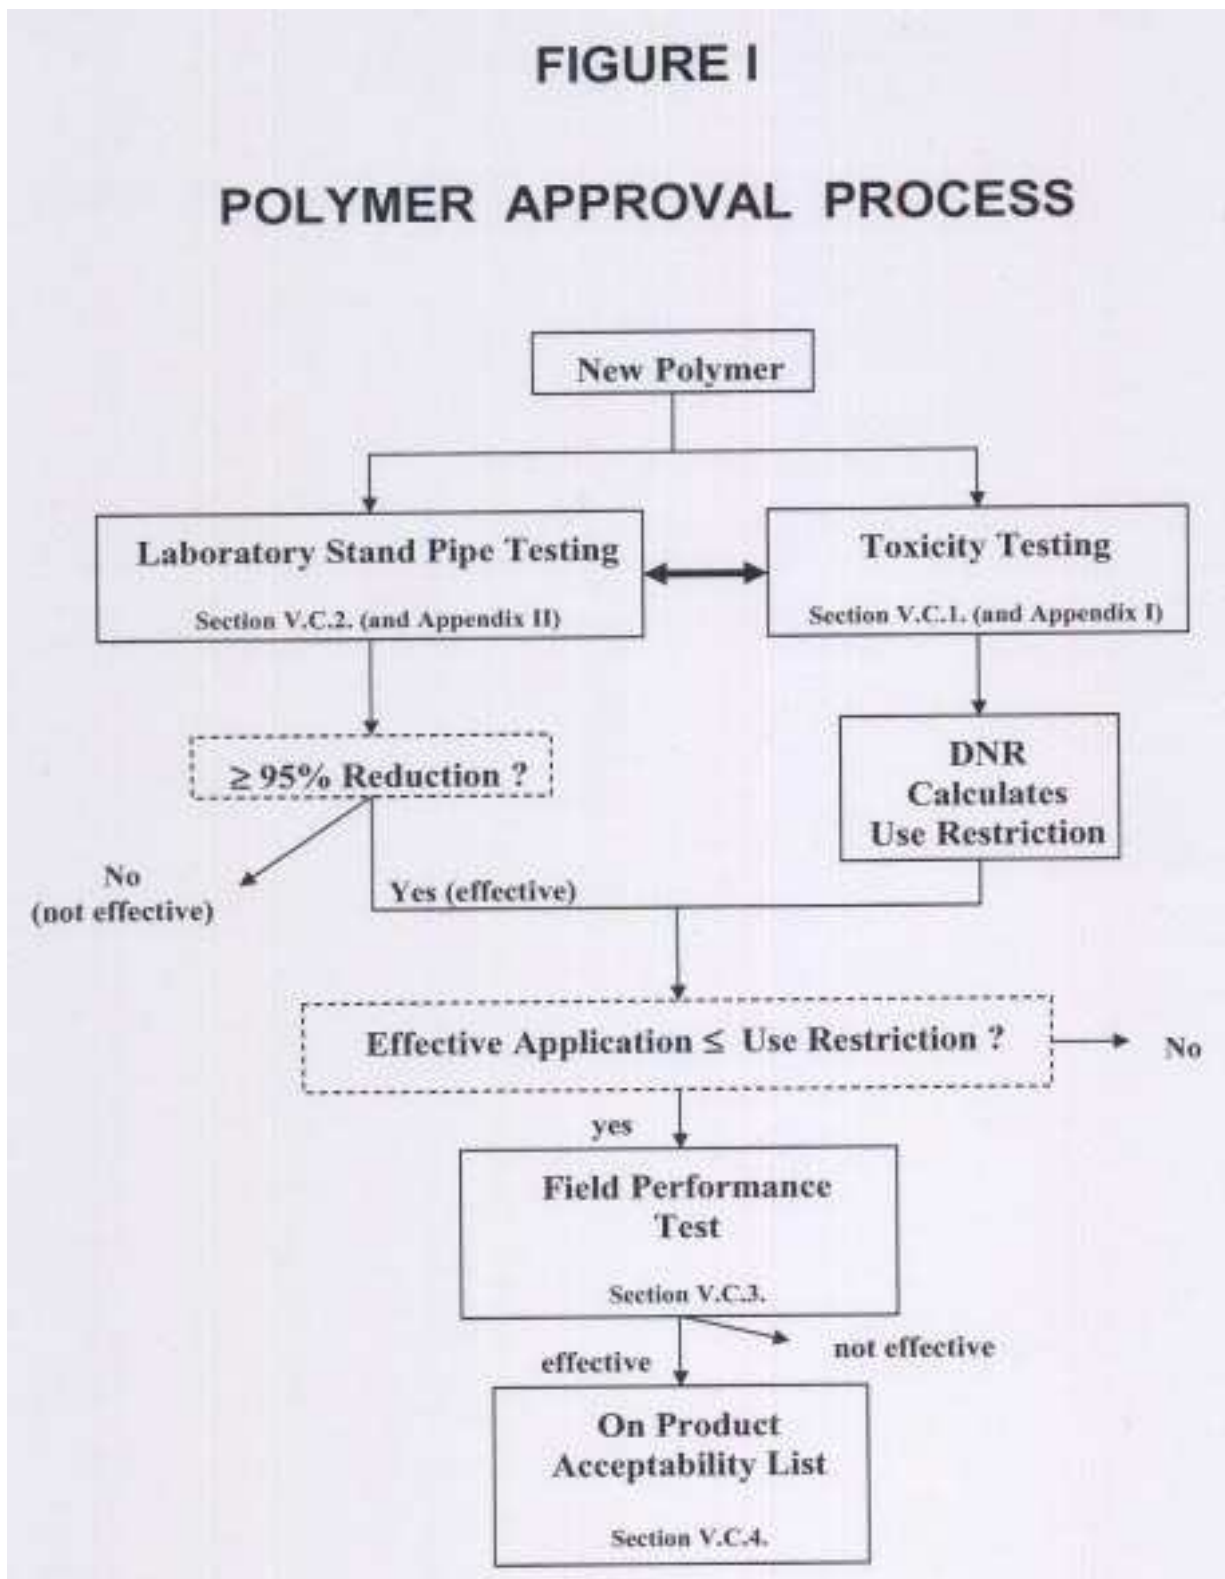 FIGURE I
POLYMER APPROVAL PROCESS
New Polymer
Laboratory Stand Pipe Testing
Section V.C.2. (and Appendix II)
Toxicity Testing
Section V.C.1. (and Appendix I)
≥ 95% Reduction ?
DNR
Calculates
Use Restriction
No
(not effective)
Yes (effective)
Effective Application ≤ Use Restriction ?
No
yes
Field Performance
Test
Section V.C.3.
effective
not effective
On Product
Acceptability List
Section V.C.4.